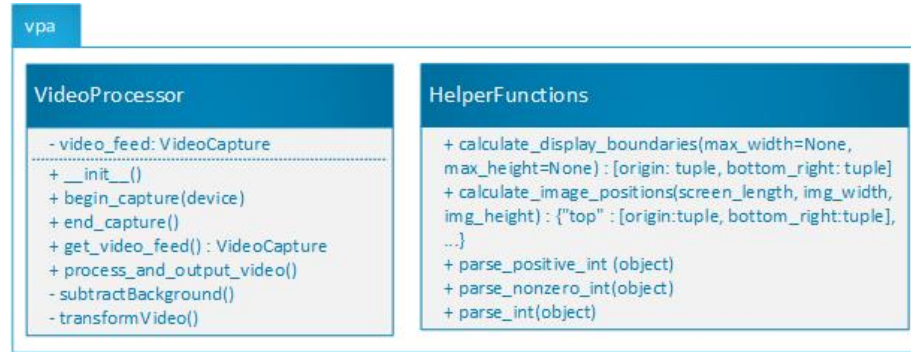 vpa
VideoProcessor
- video_feed: VideoCapture
+ __init__()
+ begin_capture(device)
+ end_capture()
+ get_video_feed() : VideoCapture
+ process_and_output_video()
- subtractBackground()
- transformVideo()
HelperFunctions
+ calculate_display_boundaries(max_width=None,
max_height=None) : [origin: tuple, bottom_right: tuple]
+ calculate_image_positions(screen_length, img_width,
img_height) : {"top" : [origin:tuple, bottom_right:tuple],
...}
+ parse_positive_int (object)
+ parse_nonzero_int(object)
+ parse_int(object)